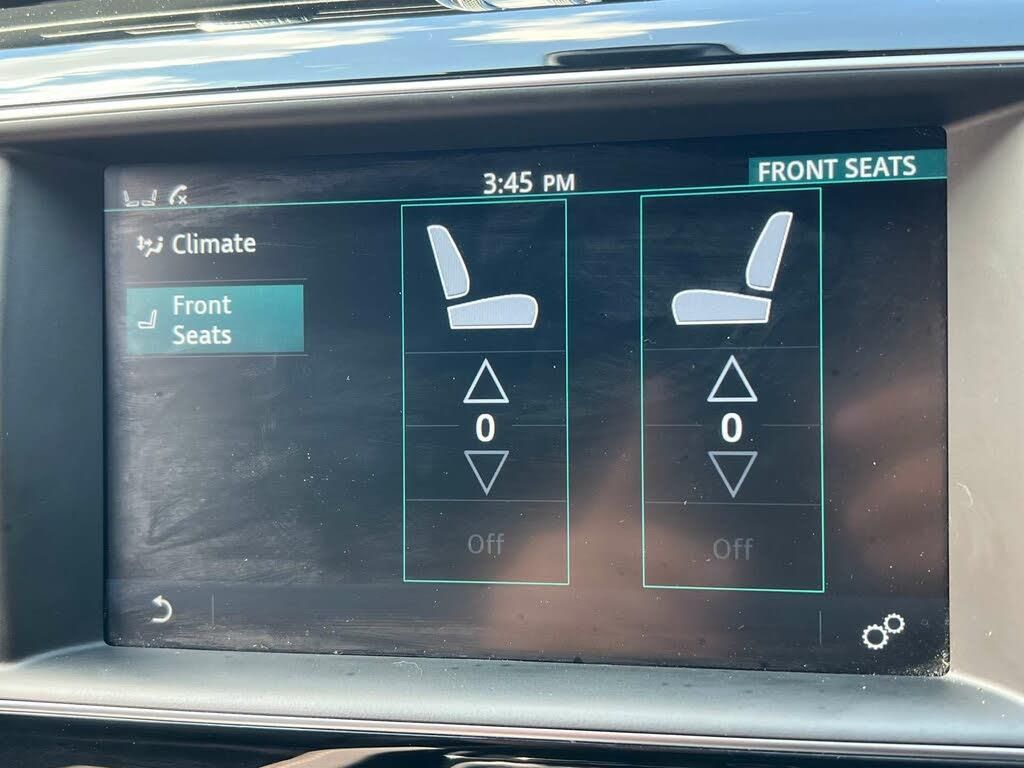 3:45 PM
FRONT SEATS
Climate
Front
Seats
0
0
Off
Off